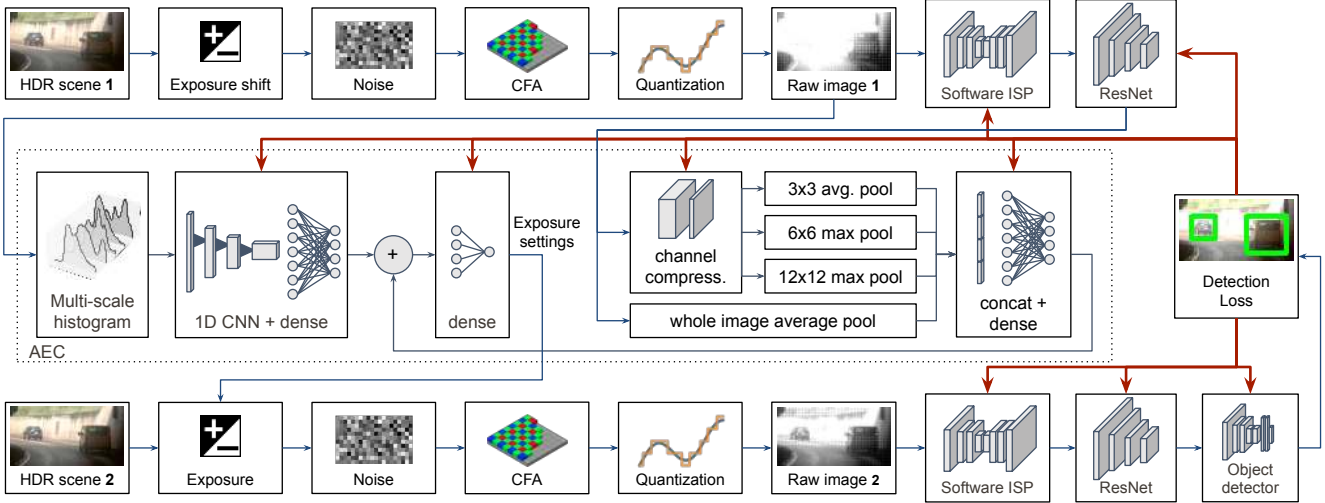 HDR scene 1
Exposure shift
Noise
CFA
Quantization
Raw image 1
Software ISP
ResNet
Multi-scale
histogram
1D CNN + dense
+
dense
Exposure
settings
channel
compress.
3x3 avg. pool
6x6 max pool
12x12 max pool
whole image average pool
concat +
dense
Detection
Loss
AEC
HDR scene 2
Exposure
Noise
CFA
Quantization
Raw image 2
Software ISP
ResNet
Object
detector